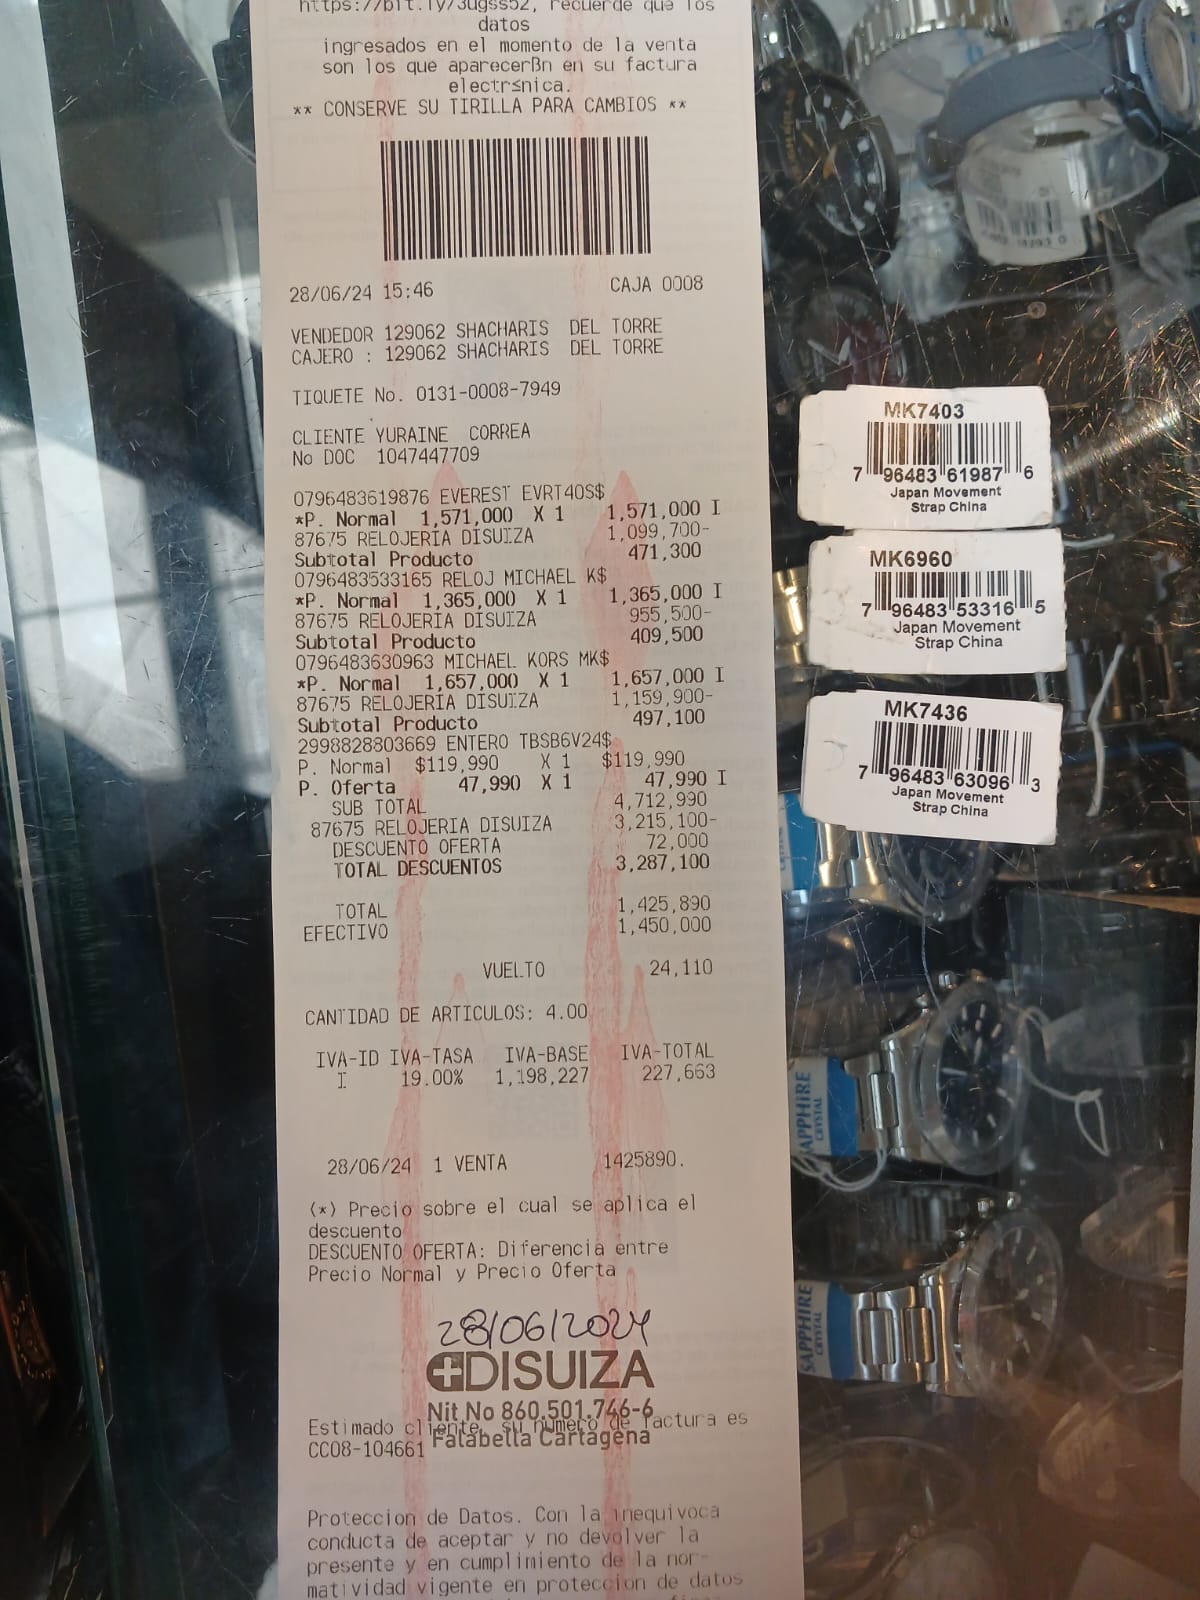 https://bit.ly/3ugss52, recuerde que los
datos
ingresados en el momento de la venta
son los que aparecerßn en su factura
electr≤nica.
** CONSERVE SU TIRILLA PARA CAMBIOS **
28/06/24 15:46 CAJA 0008
VENDEDOR 129062 SHACHARIS DEL TORRE
CAJERO : 129062 SHACHARIS DEL TORRE
TIQUETE No. 0131-0008-7949
CLIENTE YURAINE CORREA
No DOC 1047447709
0796483619876 EVEREST EVRT40S$
*P. Normal 1,571,000 X 1 1,571,000 I
87675 RELOJERIA DISUIZA 1,099,700-
Subtotal Producto 471,300
0796483533165 RELOJ MICHAEL K$
*P. Normal 1,365,000 X 1 1,365,000 I
87675 RELOJERIA DISUIZA 955,500-
Subtotal Producto 409,500
0796483630963 MICHAEL KORS MK$
*P. Normal 1,657,000 X 1 1,657,000 I
87675 RELOJERIA DISUIZA 1,159,900-
Subtotal Producto 497,100
2998828803669 ENTERO TBSB6V24$
P. Normal $119,990 X 1 $119,990
P. Oferta 47,990 X 1 47,990 I
SUB TOTAL 4,712,990
87675 RELOJERIA DISUIZA 3,215,100-
DESCUENTO OFERTA 72,000
TOTAL DESCUENTOS 3,287,100
TOTAL 1,425,890
EFECTIVO 1,450,000
VUELTO 24,110
CANTIDAD DE ARTICULOS: 4.00
IVA-ID IVA-TASA IVA-BASE IVA-TOTAL
I 19.00% 1,198,227 227,663
28/06/24 1 VENTA 1425890.
(*) Precio sobre el cual se aplica el
descuento
DESCUENTO OFERTA: Diferencia entre
Precio Normal y Precio Oferta
28/06/2024
DISUIZA
Nit No 860.501.746-6
Estimado cliente, su numero de factura es
Falabella Cartagena
CC08-104661
Proteccion de Datos. Con la inequivoca
conducta de aceptar y no devolver la
presente y en cumplimiento de la nor-
matividad vigente en proteccion de datos
MK7403
7 96483 61987 6
Japan Movement
Strap China
MK6960
7 96483 53316 5
Japan Movement
Strap China
MK7436
7 96483 63096 3
Japan Movement
Strap China
SAPPHIRE
CRYSTAL
SAPPHIRE
CRYSTAL